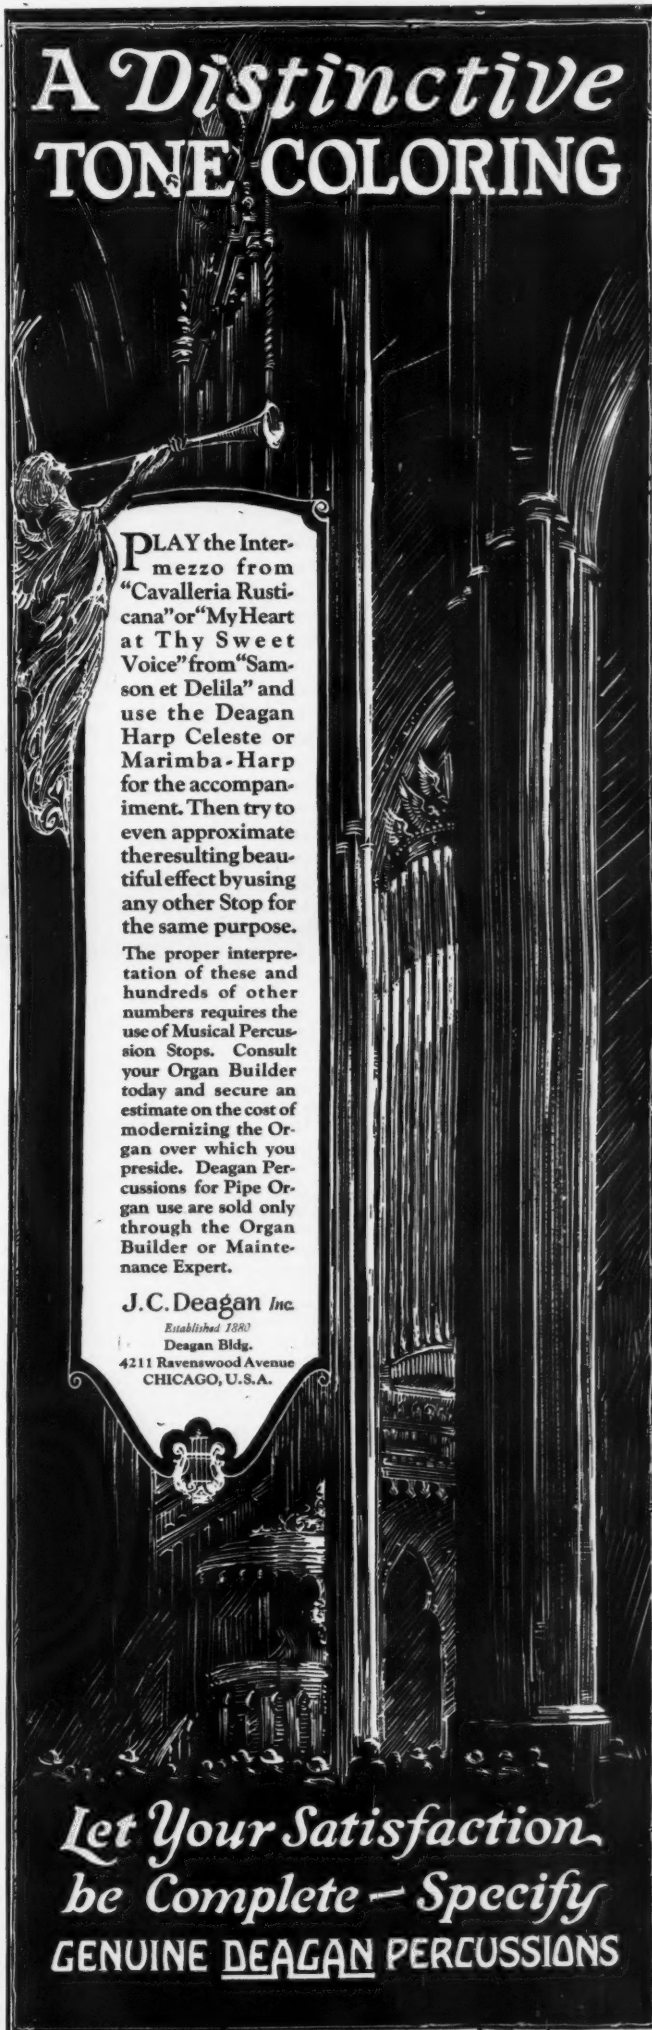 A Distinctive
TONE COLORING
PLAY the Inter-
mezzo from
“Cavalleria Rusti-
cana” or “My Heart
at Thy Sweet
Voice” from “Sam-
son et Delila” and
use the Deagan
Harp Celeste or
Marimba-Harp
for the accompan-
iment. Then try to
even approximate
the resulting beau-
tiful effect by using
any other Stop for
the same purpose.
The proper interpre-
tation of these and
hundreds of other
numbers requires the
use of Musical Percus-
sion Stops. Consult
your Organ Builder
today and secure an
estimate on the cost of
modernizing the Or-
gan over which you
preside. Deagan Per-
cussions for Pipe Or-
gan use are sold only
through the Organ
Builder or Mainte-
nance Expert.
J.C. Deagan Inc.
Established 1880
Deagan Bldg.
4211 Ravenswood Avenue
CHICAGO, U.S.A.
Let Your Satisfaction
be Complete — Specify
GENUINE DEAGAN PERCUSSIONS